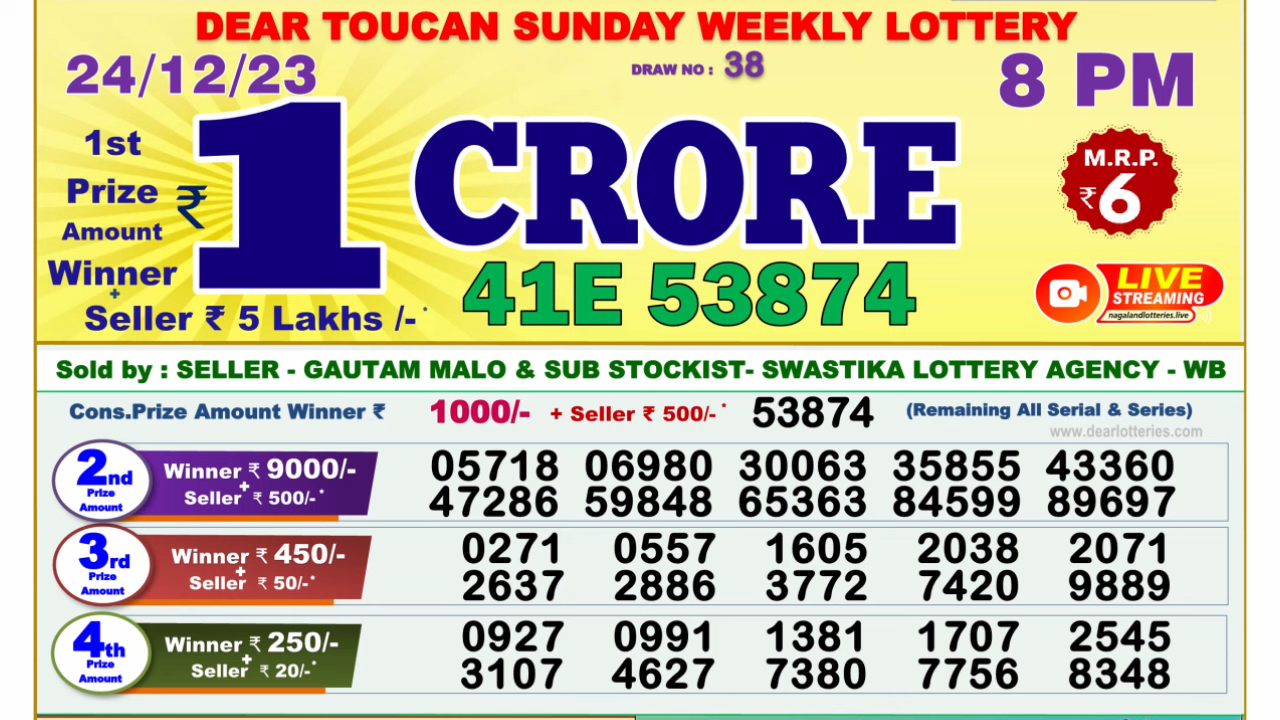 DEAR TOUCAN SUNDAY WEEKLY LOTTERY
24/12/23
DRAW NO : 38
8 PM
1st
Prize
Amount
Winner
+
Seller ₹ 5 Lakhs /-*
₹ 1 CRORE
41E 53874
M.R.P.
₹ 6
LIVE
STREAMING
nagalandlotteries.live
Sold by : SELLER - GAUTAM MALO & SUB STOCKIST- SWASTIKA LOTTERY AGENCY - WB
Cons.Prize Amount Winner ₹ 1000/- + Seller ₹ 500/-* 53874 (Remaining All Serial & Series)
www.dearlotteries.com
2nd
Prize
Amount
Winner ₹ 9000/-
+
Seller ₹ 500/-*
05718 06980 30063 35855 43360
47286 59848 65363 84599 89697
3rd
Prize
Amount
Winner ₹ 450/-
+
Seller ₹ 50/-*
0271 0557 1605 2038 2071
2637 2886 3772 7420 9889
4th
Prize
Amount
Winner ₹ 250/-
+
Seller ₹ 20/-*
0927 0991 1381 1707 2545
3107 4627 7380 7756 8348